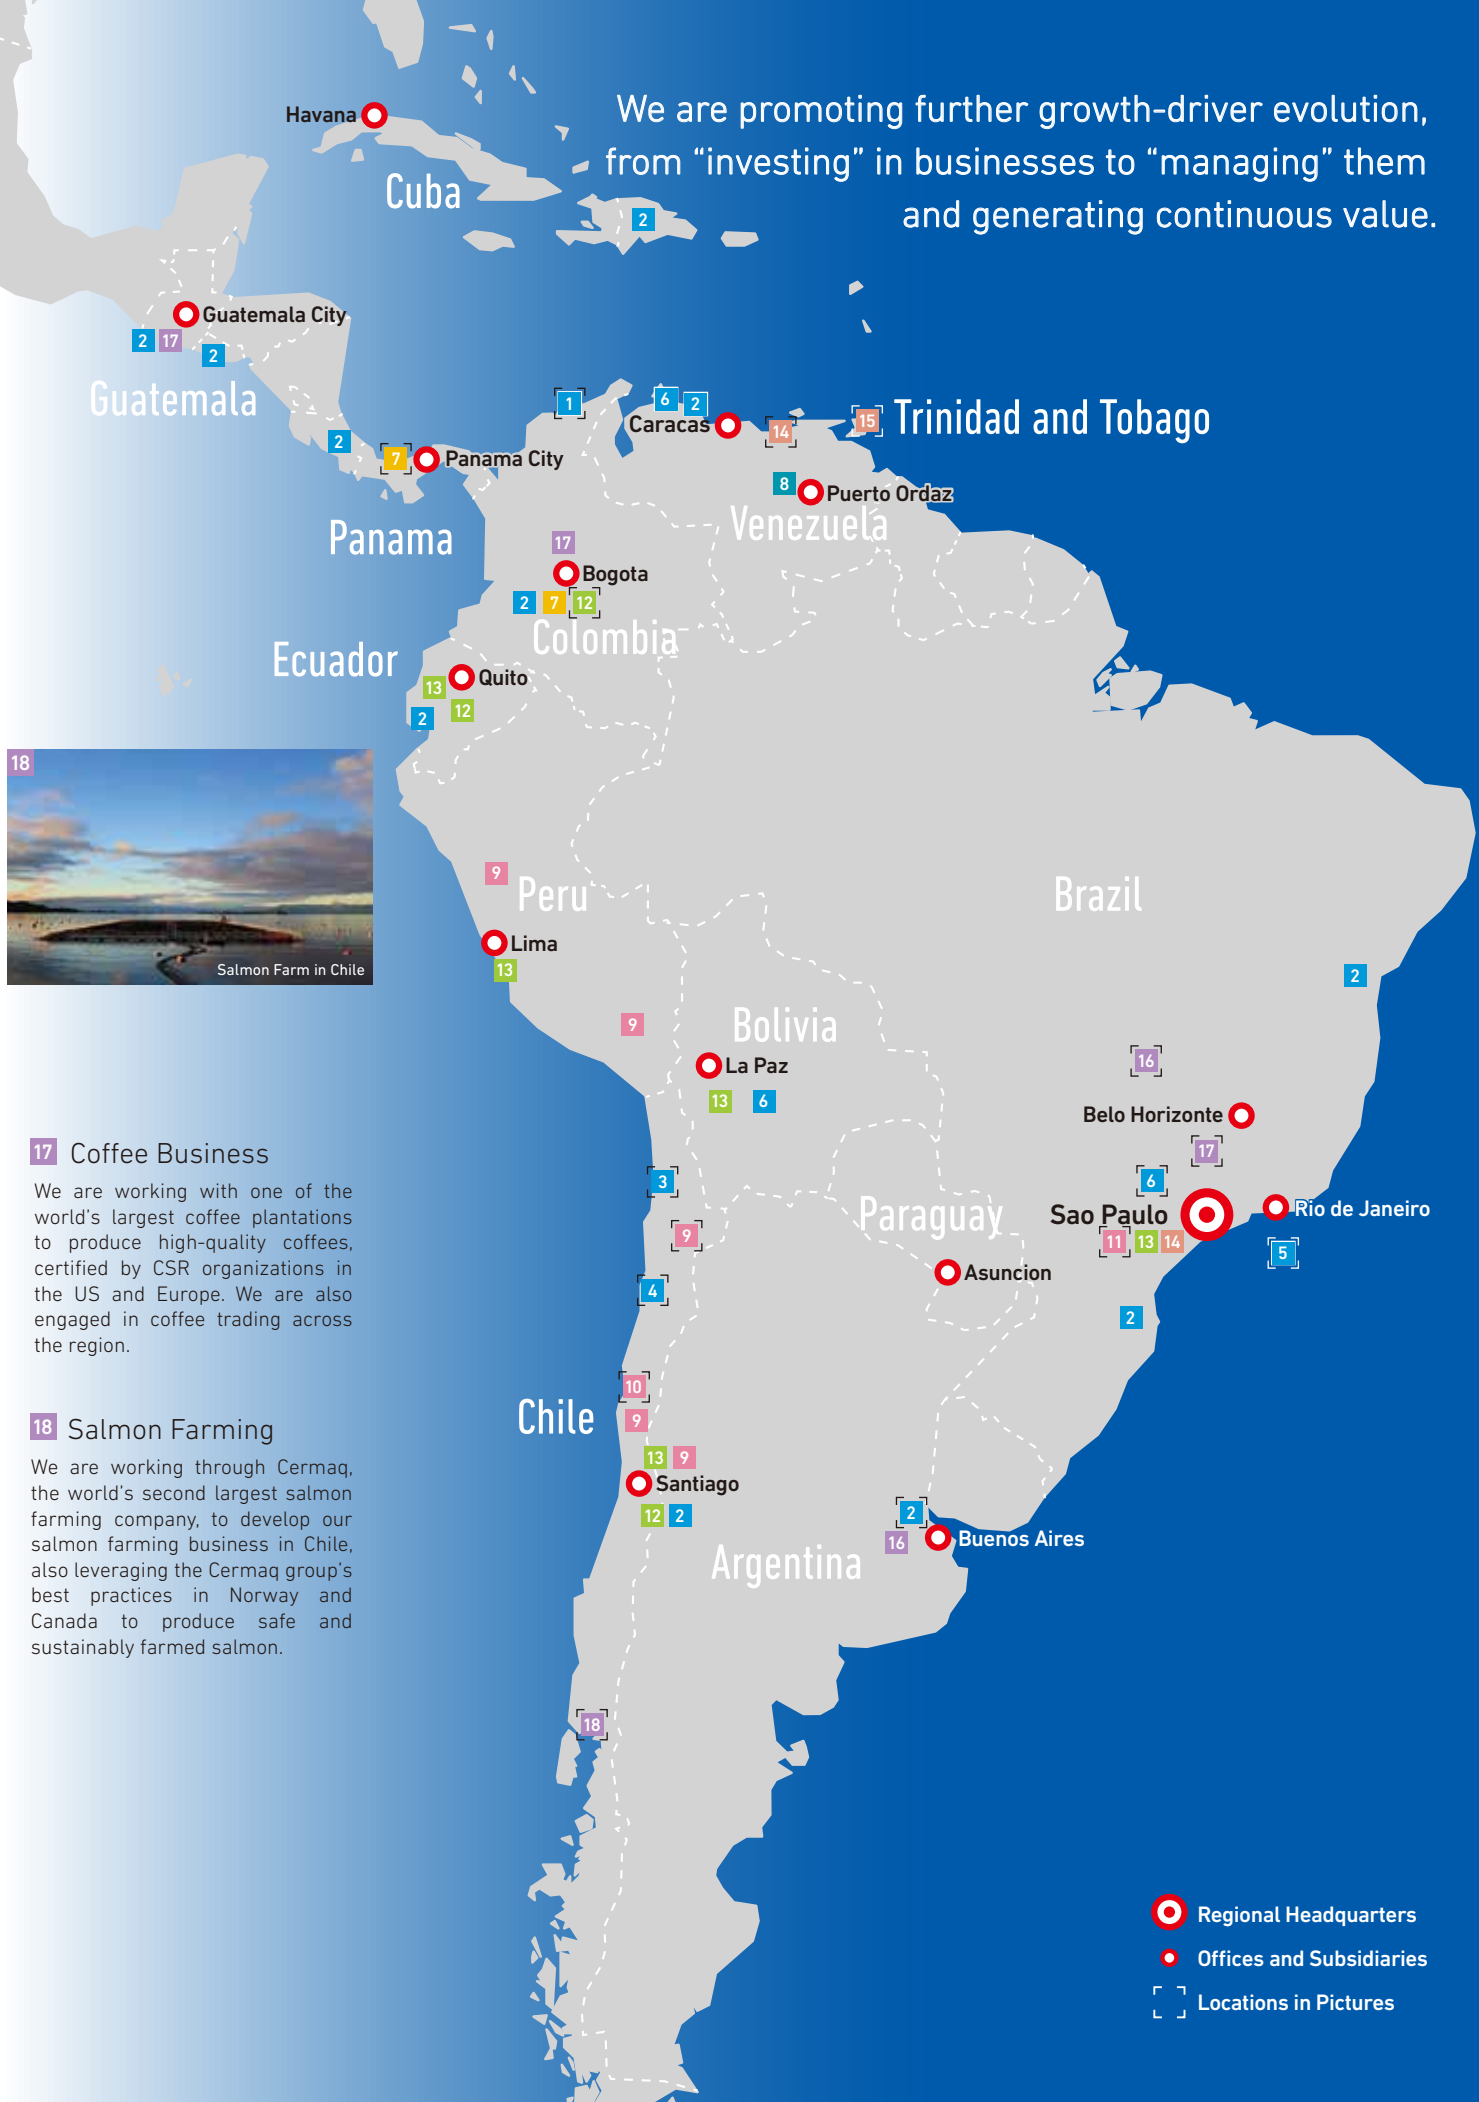 We are promoting further growth-driver evolution,
from “investing” in businesses to “managing” them
and generating continuous value.
Havana
Cuba
2
Guatemala City
2 17
2
Guatemala
1
6 2
Caracas
14
15
Trinidad and Tobago
2
7
Panama City
8
Puerto Ordaz
Venezuela
Panama
17
Bogota
2 7 12
Colombia
Ecuador
Quito
13
12
2
18
Salmon Farm in Chile
9
Peru
Brazil
Lima
13
2
9
Bolivia
La Paz
13 6
16
Belo Horizonte
17
3
6
Paraguay
Sao Paulo
Rio de Janeiro
9
11 13 14
5
Asuncion
4
2
10
Chile
9
13 9
Santiago
12 2
2
16
Buenos Aires
Argentina
18
17 Coffee Business
We are working with one of the
world’s largest coffee plantations
to produce high-quality coffees,
certified by CSR organizations in
the US and Europe. We are also
engaged in coffee trading across
the region.
18 Salmon Farming
We are working through Cermaq,
the world’s second largest salmon
farming company, to develop our
salmon farming business in Chile,
also leveraging the Cermaq group’s
best practices in Norway and
Canada to produce safe and
sustainably farmed salmon.
Regional Headquarters
Offices and Subsidiaries
Locations in Pictures